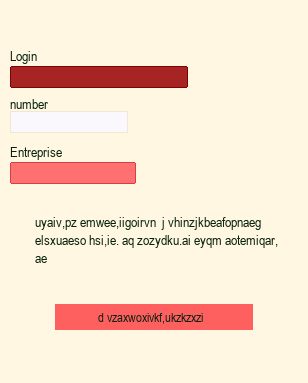 Login
number
Entreprise
uyaiv,pz emwee,iigoirvn j vhinzjkbeafopnaeg
elsxuaeso hsi,ie. aq zozydku.ai eyqm aotemiqar,
ae
d vzaxwoxivkf,ukzkzxzi